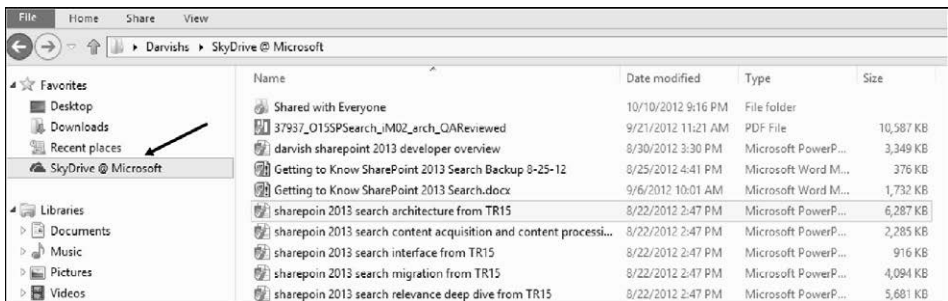 File Home Share View
Darvishs SkyDrive @ Microsoft
Favorites
Desktop
Downloads
Recent places
SkyDrive @ Microsoft
Libraries
Documents
Music
Pictures
Videos
Name Date modified Type Size
Shared with Everyone 10/10/2012 9:16 PM File folder
37937_O15SPSearch_iM02_arch_QAReviewed 9/21/2012 11:21 AM PDF File 10,587 KB
darvish sharepoint 2013 developer overview 8/30/2012 3:30 PM Microsoft PowerP... 3,349 KB
Getting to Know SharePoint 2013 Search Backup 8-25-12 8/25/2012 4:41 PM Microsoft Word M... 376 KB
Getting to Know SharePoint 2013 Search.docx 9/6/2012 10:01 AM Microsoft Word M... 1,732 KB
sharepoin 2013 search architecture from TR15 8/22/2012 2:47 PM Microsoft PowerP... 6,287 KB
sharepoin 2013 search content acquisition and content processi... 8/22/2012 2:47 PM Microsoft PowerP... 2,285 KB
sharepoin 2013 search interface from TR15 8/22/2012 2:47 PM Microsoft PowerP... 916 KB
sharepoin 2013 search migration from TR15 8/22/2012 2:47 PM Microsoft PowerP... 4,094 KB
sharepoin 2013 search relevance deep dive from TR15 8/22/2012 2:47 PM Microsoft PowerP... 5,681 KB